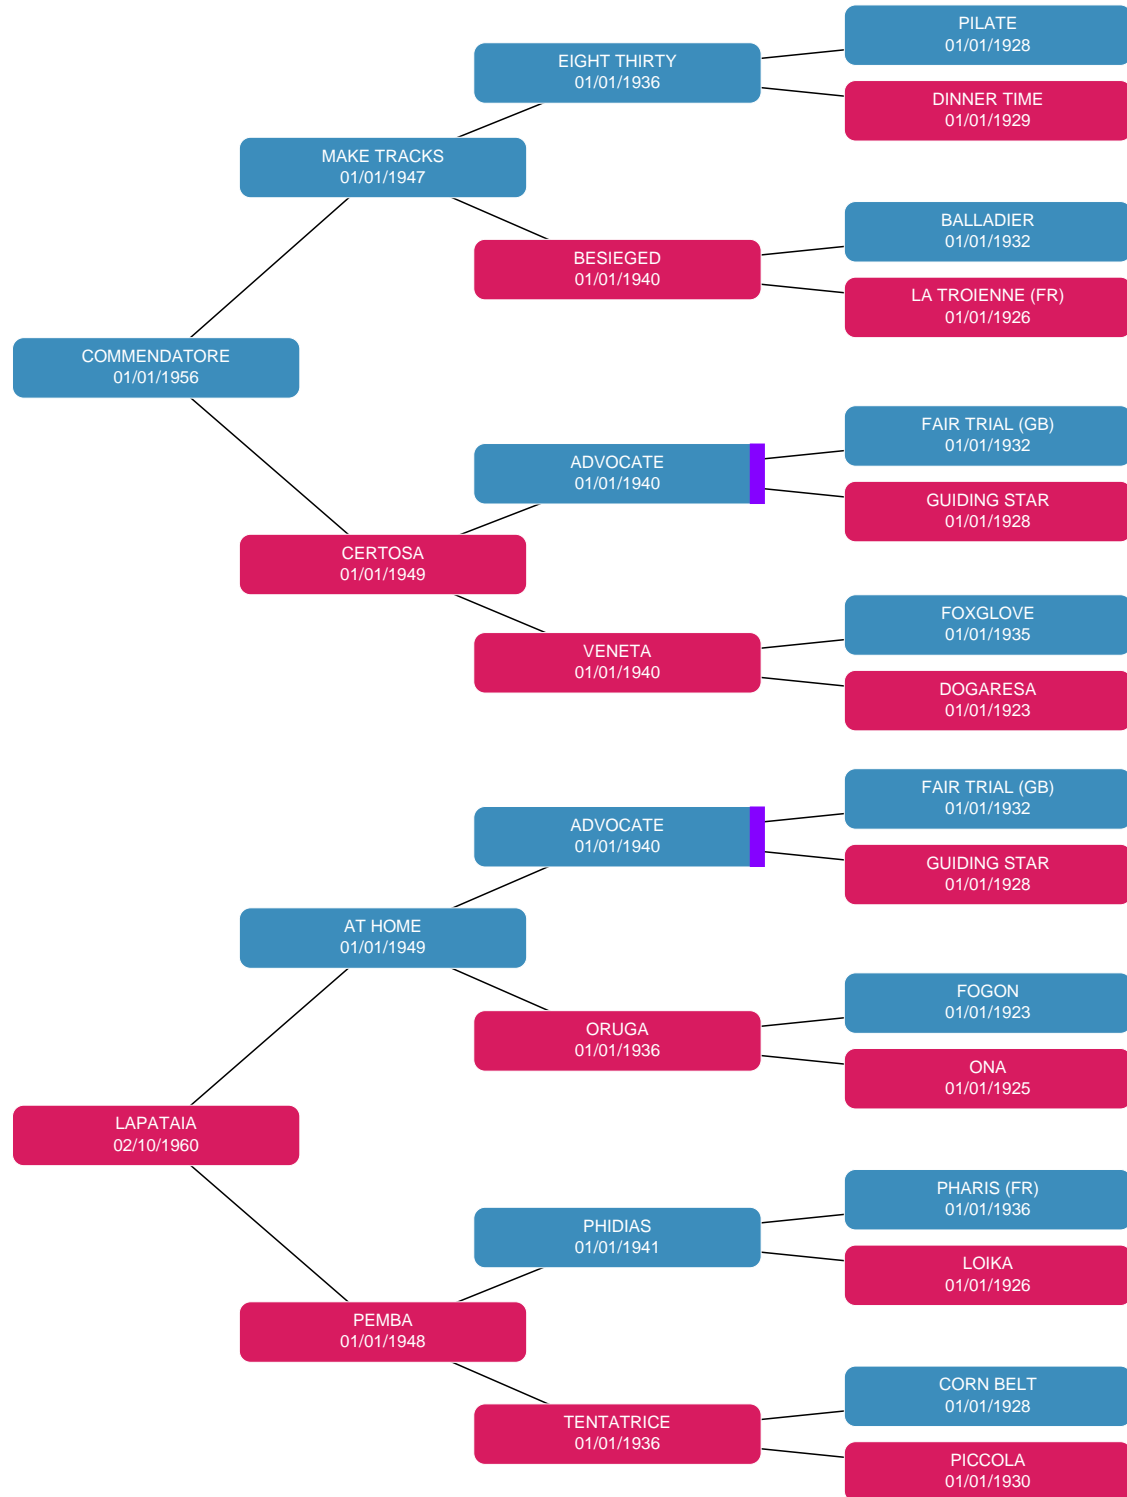 PILATE
01/01/1928
EIGHT THIRTY
01/01/1936
DINNER TIME
01/01/1929
MAKE TRACKS
01/01/1947
BALLADIER
01/01/1932
BESIEGED
01/01/1940
LA TROIENNE (FR)
01/01/1926
COMMENDATORE
01/01/1956
FAIR TRIAL (GB)
01/01/1932
ADVOCATE
01/01/1940
GUIDING STAR
01/01/1928
CERTOSA
01/01/1949
FOXGLOVE
01/01/1935
VENETA
01/01/1940
DOGARESA
01/01/1923
FAIR TRIAL (GB)
01/01/1932
ADVOCATE
01/01/1940
GUIDING STAR
01/01/1928
AT HOME
01/01/1949
FOGON
01/01/1923
ORUGA
01/01/1936
ONA
01/01/1925
LAPATAIA
02/10/1960
PHARIS (FR)
01/01/1936
PHIDIAS
01/01/1941
LOIKA
01/01/1926
PEMBA
01/01/1948
CORN BELT
01/01/1928
TENTATRICE
01/01/1936
PICCOLA
01/01/1930